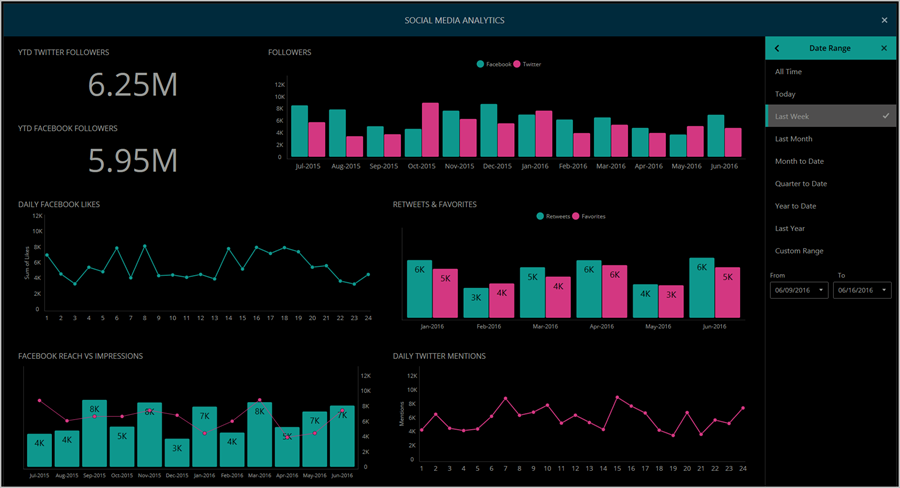 SOCIAL MEDIA ANALYTICS
YTD TWITTER FOLLOWERS
6.25M
YTD FACEBOOK FOLLOWERS
5.95M
FOLLOWERS
Facebook Twitter
12K
10K
8K
6K
4K
2K
0
Jul-2015 Aug-2015 Sep-2015 Oct-2015 Nov-2015 Dec-2015 Jan-2016 Feb-2016 Mar-2016 Apr-2016 May-2016 Jun-2016
DAILY FACEBOOK LIKES
Sum of Likes
12K
10K
8K
6K
4K
2K
0
1 2 3 4 5 6 7 8 9 10 11 12 13 14 15 16 17 18 19 20 21 22 23 24
RETWEETS & FAVORITES
Retweets Favorites
6K 5K 3K 4K 5K 4K 6K 6K 4K 3K 6K 5K
Jan-2016 Feb-2016 Mar-2016 Apr-2016 May-2016 Jun-2016
FACEBOOK REACH VS IMPRESSIONS
4K 4K 8K 5K 8K 3K 7K 4K 8K 5K 7K 7K
12K
10K
8K
6K
4K
2K
0
Jul-2015 Aug-2015 Sep-2015 Oct-2015 Nov-2015 Dec-2015 Jan-2016 Feb-2016 Mar-2016 Apr-2016 May-2016 Jun-2016
DAILY TWITTER MENTIONS
Mentions
12K
10K
8K
6K
4K
2K
0
1 2 3 4 5 6 7 8 9 10 11 12 13 14 15 16 17 18 19 20 21 22 23 24
Date Range
All Time
Today
Last Week
Last Month
Month to Date
Quarter to Date
Year to Date
Last Year
Custom Range
From To
06/09/2016 06/16/2016